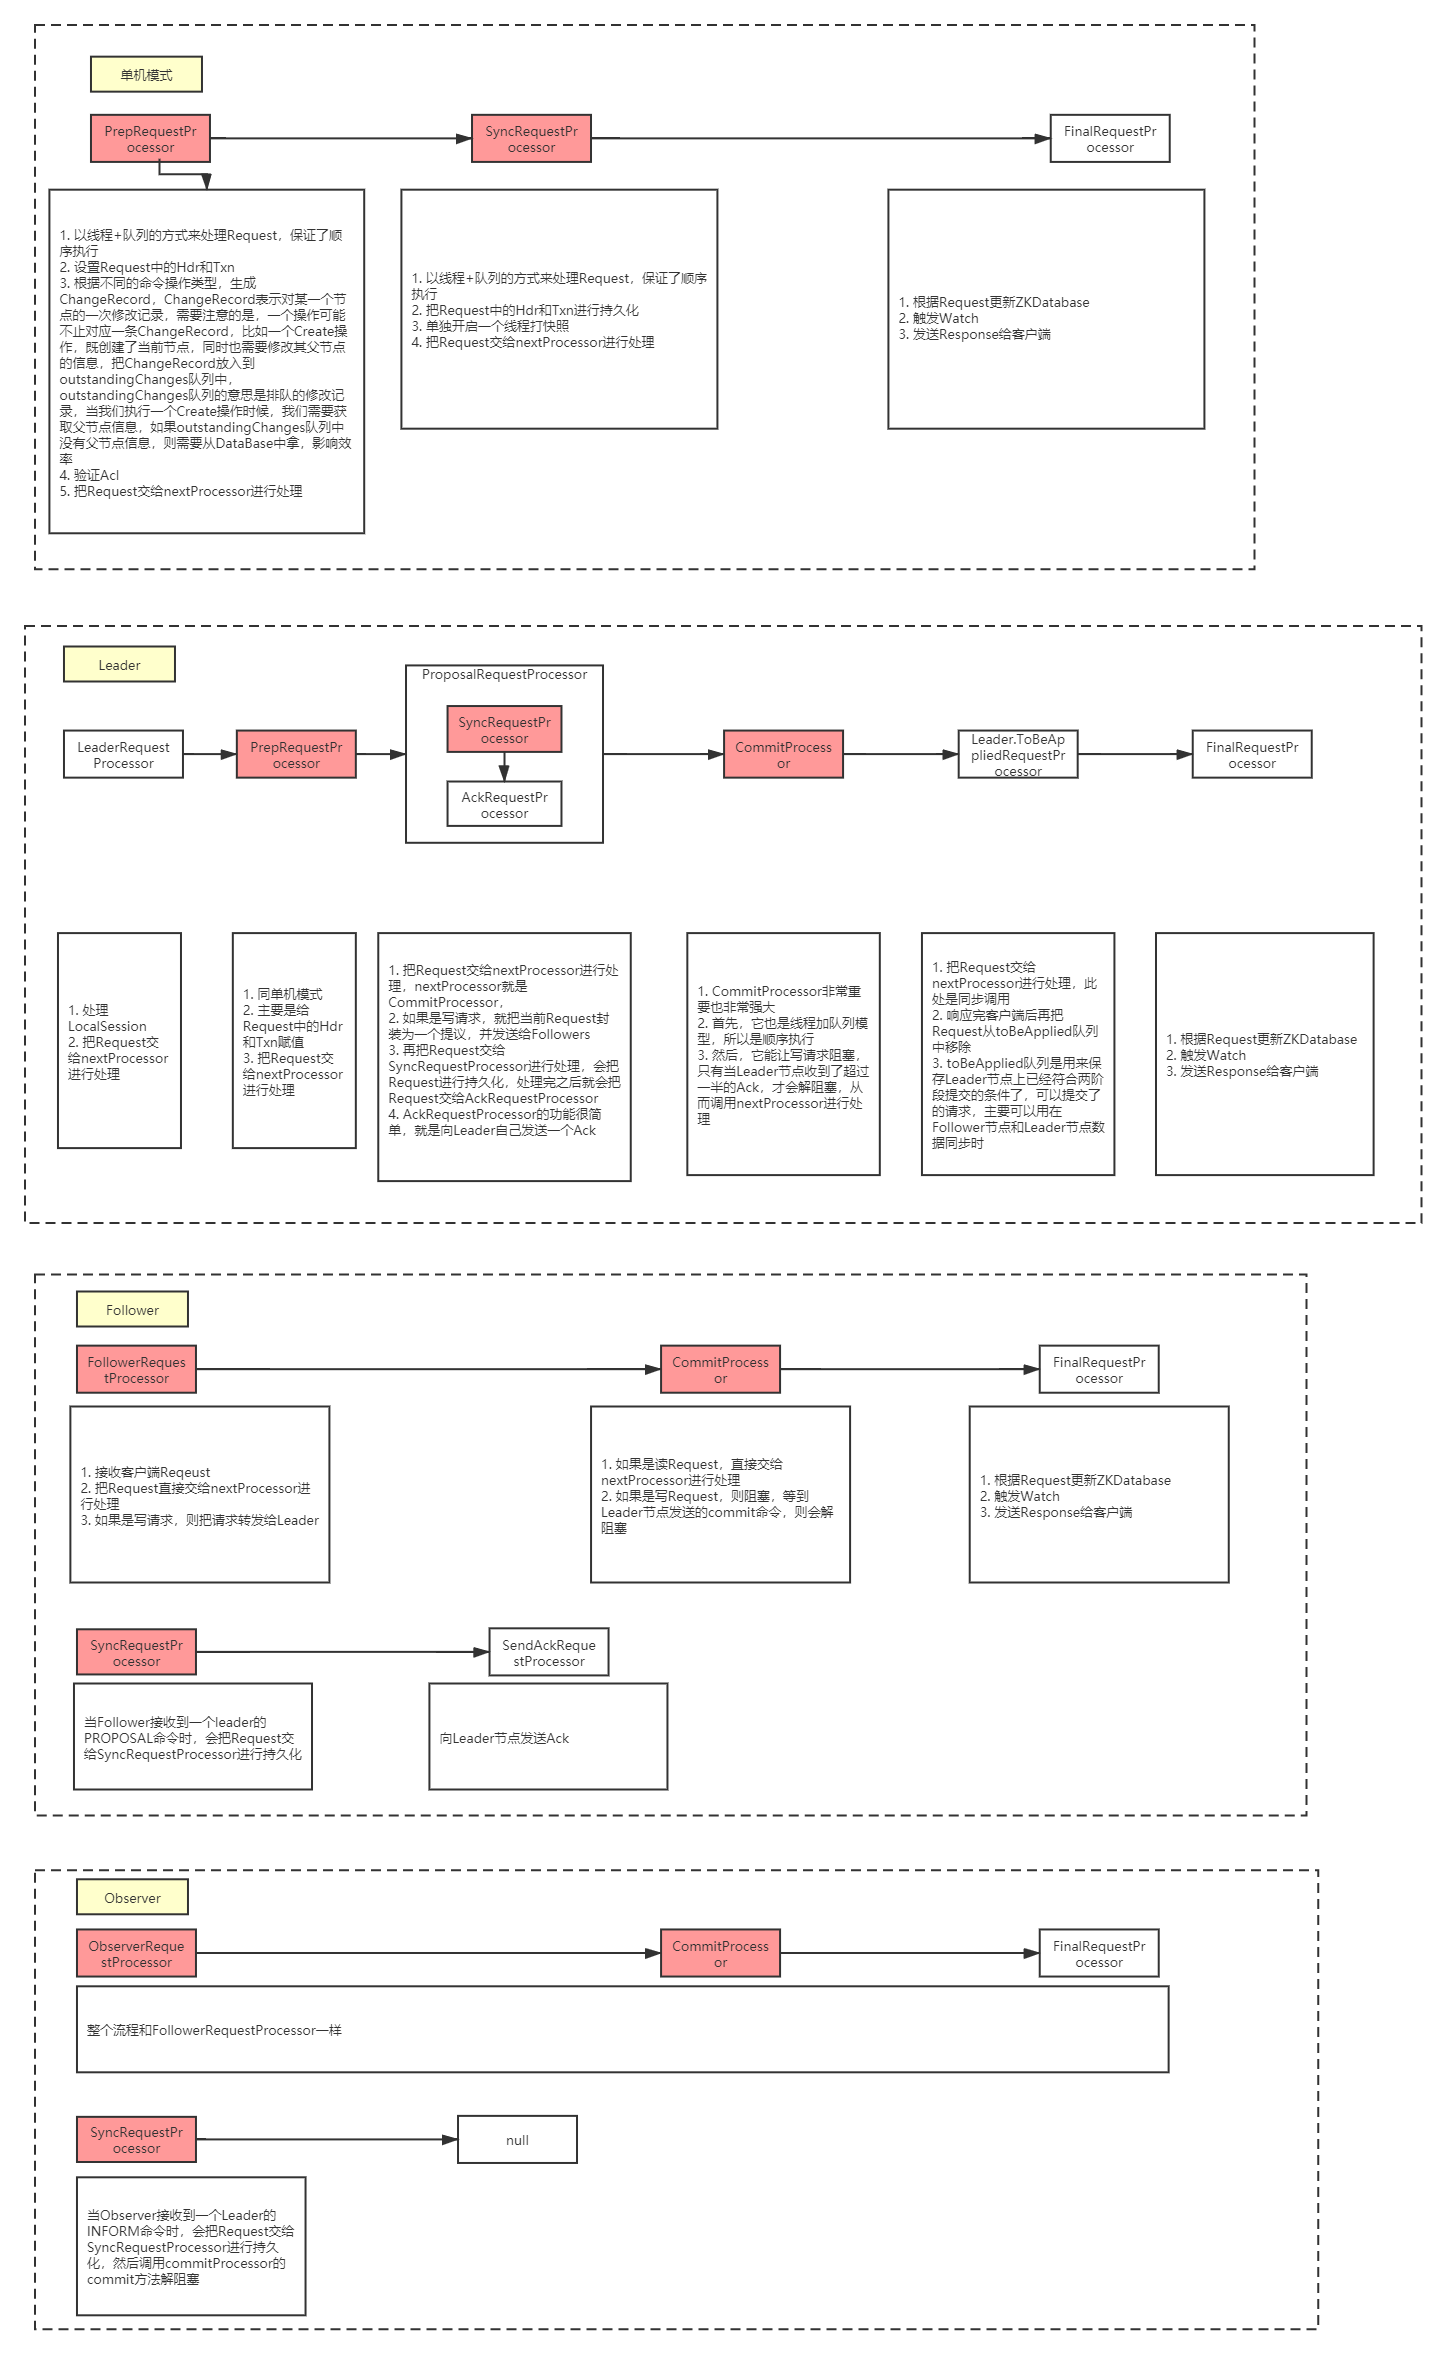 单机模式
PrepRequestPr
ocessor
SyncRequestPr
ocessor
FinalRequestPr
ocessor
1. 以线程+队列的方式来处理Request，保证了顺
序执行
2. 设置Request中的Hdr和Txn
3. 根据不同的命令操作类型，生成
ChangeRecord，ChangeRecord表示对某一个节
点的一次修改记录，需要注意的是，一个操作可能
不止对应一条ChangeRecord，比如一个Create操
作，既创建了当前节点，同时也需要修改其父节点
的信息，把ChangeRecord放入到
outstandingChanges队列中，
outstandingChanges队列的意思是排队的修改记
录，当我们执行一个Create操作时候，我们需要获
取父节点信息，如果outstandingChanges队列中
没有父节点信息，则需要从DataBase中拿，影响效
率
4. 验证Acl
5. 把Request交给nextProcessor进行处理
1. 以线程+队列的方式来处理Request，保证了顺序
执行
2. 把Request中的Hdr和Txn进行持久化
3. 单独开启一个线程打快照
4. 把Request交给nextProcessor进行处理
1. 根据Request更新ZKDatabase
2. 触发Watch
3. 发送Response给客户端
Leader
LeaderRequest
Processor
PrepRequestPr
ocessor
ProposalRequestProcessor
SyncRequestPr
ocessor
AckRequestPr
ocessor
CommitProcess
or
Leader.ToBeAp
pliedRequestPr
ocessor
FinalRequestPr
ocessor
1. 处理
LocalSession
2. 把Request交
给nextProcessor
进行处理
1. 同单机模式
2. 主要是给
Request中的Hdr
和Txn赋值
3. 把Request交
给nextProcessor
进行处理
1. 把Request交给nextProcessor进行处
理，nextProcessor就是
CommitProcessor，
2. 如果是写请求，就把当前Request封
装为一个提议，并发送给Followers
3. 再把Request交给
SyncRequestProcessor进行处理，会把
Request进行持久化，处理完之后就会把
Request交给AckRequestProcessor
4. AckRequestProcessor的功能很简
单，就是向Leader自己发送一个Ack
1. CommitProcessor非常重
要也非常强大
2. 首先，它也是线程加队列模
型，所以是顺序执行
3. 然后，它能让写请求阻塞，
只有当Leader节点收到了超过
一半的Ack，才会解阻塞，从
而调用nextProcessor进行处
理
1. 把Request交给
nextProcessor进行处理，此
处是同步调用
2. 响应完客户端后再把
Request从toBeApplied队列
中移除
3. toBeApplied队列是用来保
存Leader节点上已经符合两阶
段提交的条件了，可以提交了
的请求，主要可以用在
Follower节点和Leader节点数
据同步时
1. 根据Request更新ZKDatabase
2. 触发Watch
3. 发送Response给客户端
Follower
FollowerReques
tProcessor
CommitProcess
or
FinalRequestPr
ocessor
1. 接收客户端Reqeust
2. 把Request直接交给nextProcessor进
行处理
3. 如果是写请求，则把请求转发给Leader
1. 如果是读Request，直接交给
nextProcessor进行处理
2. 如果是写Request，则阻塞，等到
Leader节点发送的commit命令，则会解
阻塞
1. 根据Request更新ZKDatabase
2. 触发Watch
3. 发送Response给客户端
SyncRequestPr
ocessor
SendAckReque
stProcessor
当Follower接收到一个leader的
PROPOSAL命令时，会把Request交
给SyncRequestProcessor进行持久化
向Leader节点发送Ack
Observer
ObserverReque
stProcessor
CommitProcess
or
FinalRequestPr
ocessor
整个流程和FollowerRequestProcessor一样
SyncRequestPr
ocessor
null
当Observer接收到一个Leader的
INFORM命令时，会把Request交给
SyncRequestProcessor进行持久
化，然后调用commitProcessor的
commit方法解阻塞